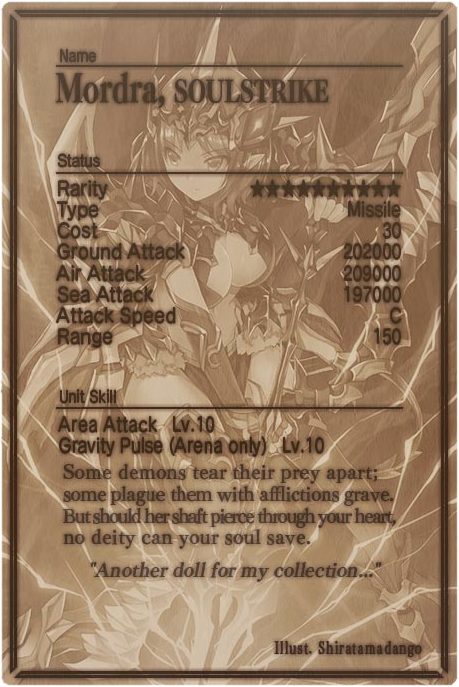 Name
Mordra, SOULSTRIKE
Status
Rarity ★★★★★★★★★★
Type Missile
Cost 30
Ground Attack 202000
Air Attack 209000
Sea Attack 197000
Attack Speed C
Range 150
Unit Skill
Area Attack Lv.10
Gravity Pulse (Arena only) Lv.10
Some demons tear their prey apart;
some plague them with afflictions grave.
But should her shaft pierce through your heart,
no deity can your soul save.
"Another doll for my collection..."
Illust. Shiratamadango